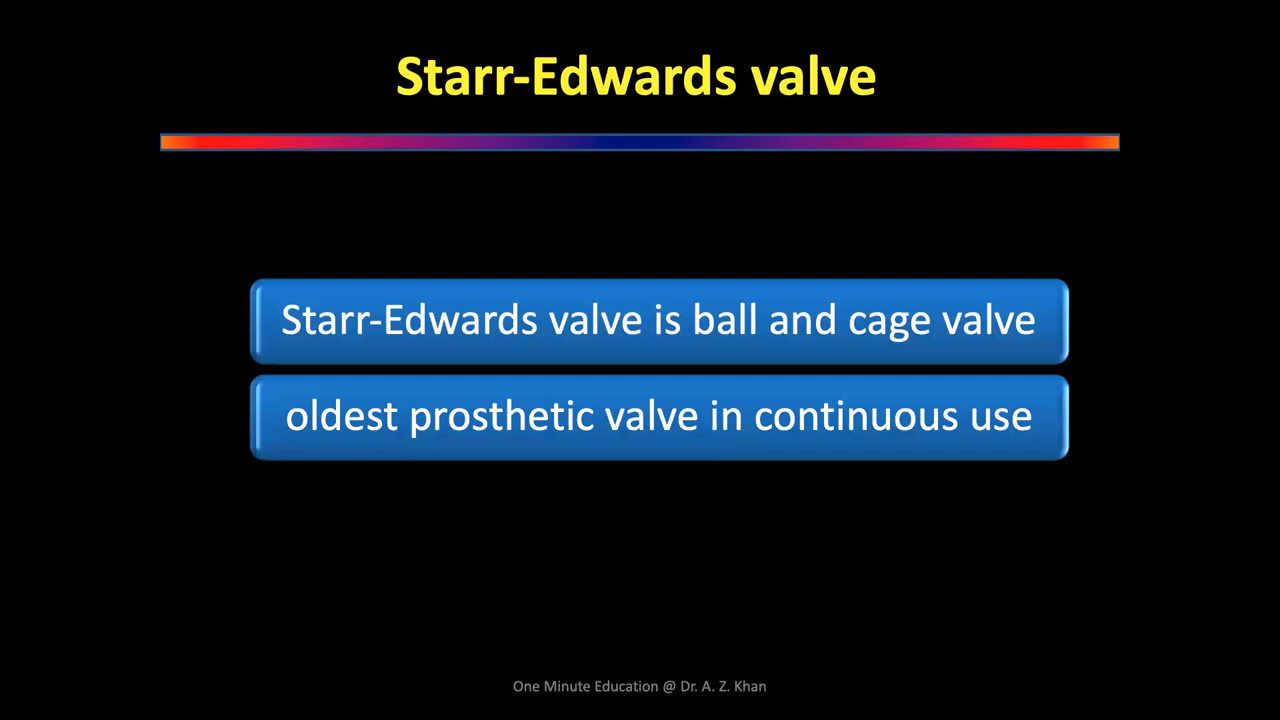 Starr-Edwards valve
Starr-Edwards valve is ball and cage valve
oldest prosthetic valve in continuous use
One Minute Education @ Dr. A. Z. Khan